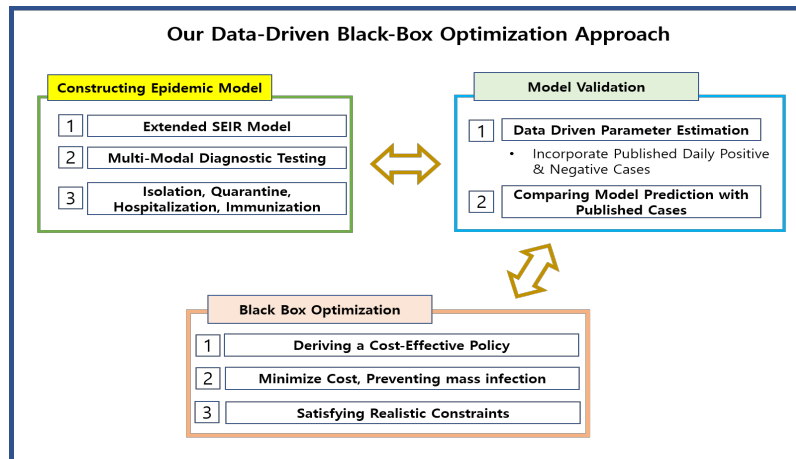 Our Data-Driven Black-Box Optimization Approach
Constructing Epidemic Model
1 Extended SEIR Model
2 Multi-Modal Diagnostic Testing
3 Isolation, Quarantine,
Hospitalization, Immunization
Model Validation
1 Data Driven Parameter Estimation
• Incorporate Published Daily Positive
& Negative Cases
2 Comparing Model Prediction with
Published Cases
Black Box Optimization
1 Deriving a Cost-Effective Policy
2 Minimize Cost, Preventing mass infection
3 Satisfying Realistic Constraints